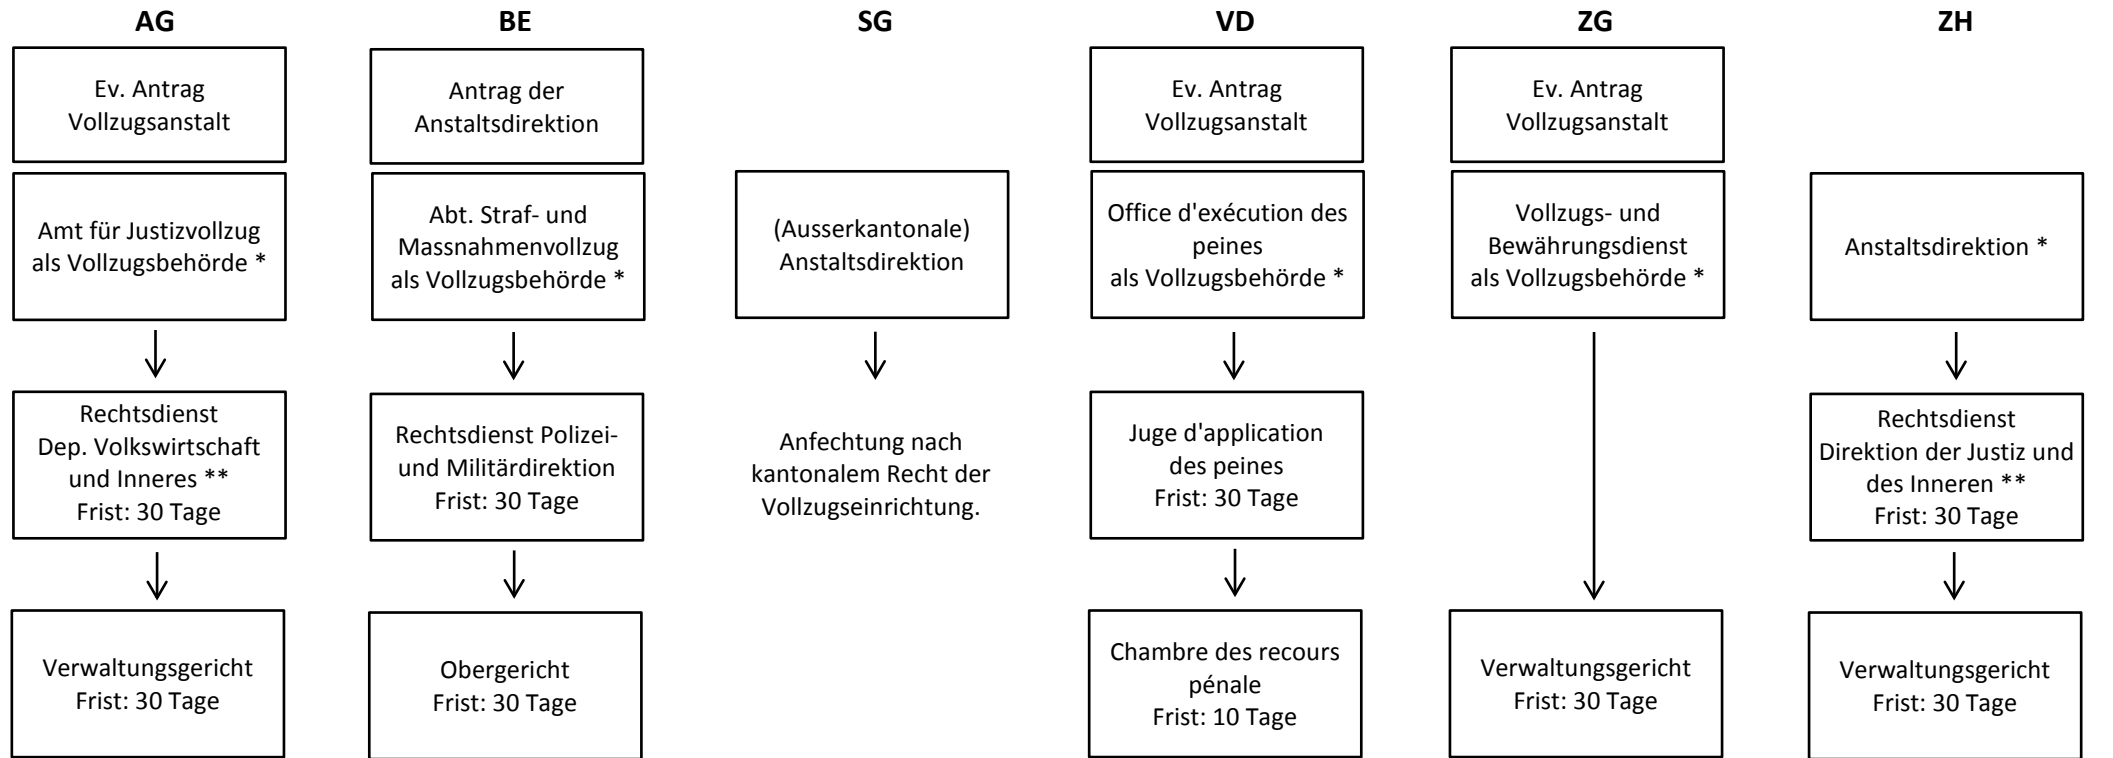 AG
BE
SG
VD
ZG
ZH
Ev. Antrag
Vollzugsanstalt
Antrag der
Anstaltsdirektion
Ev. Antrag
Vollzugsanstalt
Ev. Antrag
Vollzugsanstalt
Amt für Justizvollzug
als Vollzugsbehörde *
Abt. Straf- und
Massnahmenvollzug
als Vollzugsbehörde *
(Ausserkantonale)
Anstaltsdirektion
Office d'exécution des
peines
als Vollzugsbehörde *
Vollzugs- und
Bewährungsdienst
als Vollzugsbehörde *
Anstaltsdirektion *
Rechtsdienst
Dep. Volkswirtschaft
und Inneres **
Frist: 30 Tage
Rechtsdienst Polizei-
und Militärdirektion
Frist: 30 Tage
Anfechtung nach
kantonalem Recht der
Vollzugseinrichtung.
Juge d'application
des peines
Frist: 30 Tage
Rechtsdienst
Direktion der Justiz und
des Inneren **
Frist: 30 Tage
Verwaltungsgericht
Frist: 30 Tage
Obergericht
Frist: 30 Tage
Chambre des recours
pénale
Frist: 10 Tage
Verwaltungsgericht
Frist: 30 Tage
Verwaltungsgericht
Frist: 30 Tage